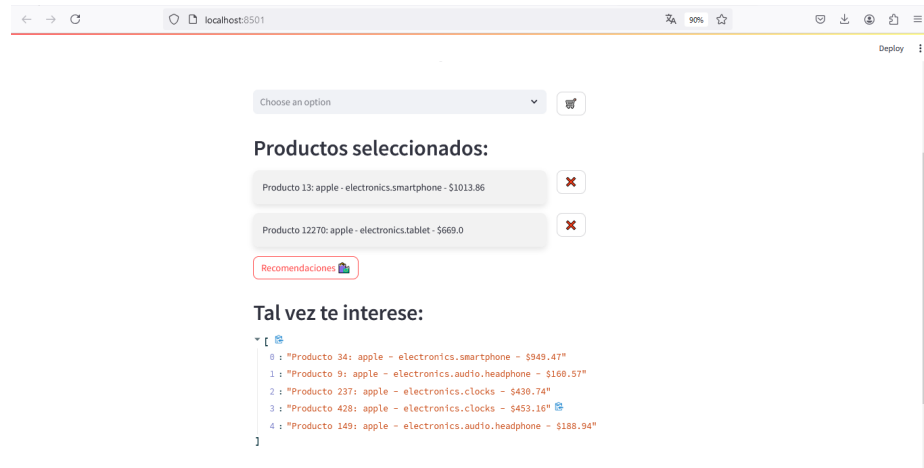 localhost:8501
90%
Deploy
Choose an option
Productos seleccionados:
Producto 13: apple - electronics.smartphone - $1013.86
Producto 12270: apple - electronics.tablet - $669.0
Recomendaciones
Tal vez te interese:
[
0 : "Producto 34: apple - electronics.smartphone - $949.47"
1 : "Producto 9: apple - electronics.audio.headphone - $160.57"
2 : "Producto 237: apple - electronics.clocks - $430.74"
3 : "Producto 428: apple - electronics.clocks - $453.16"
4 : "Producto 149: apple - electronics.audio.headphone - $188.94"
]